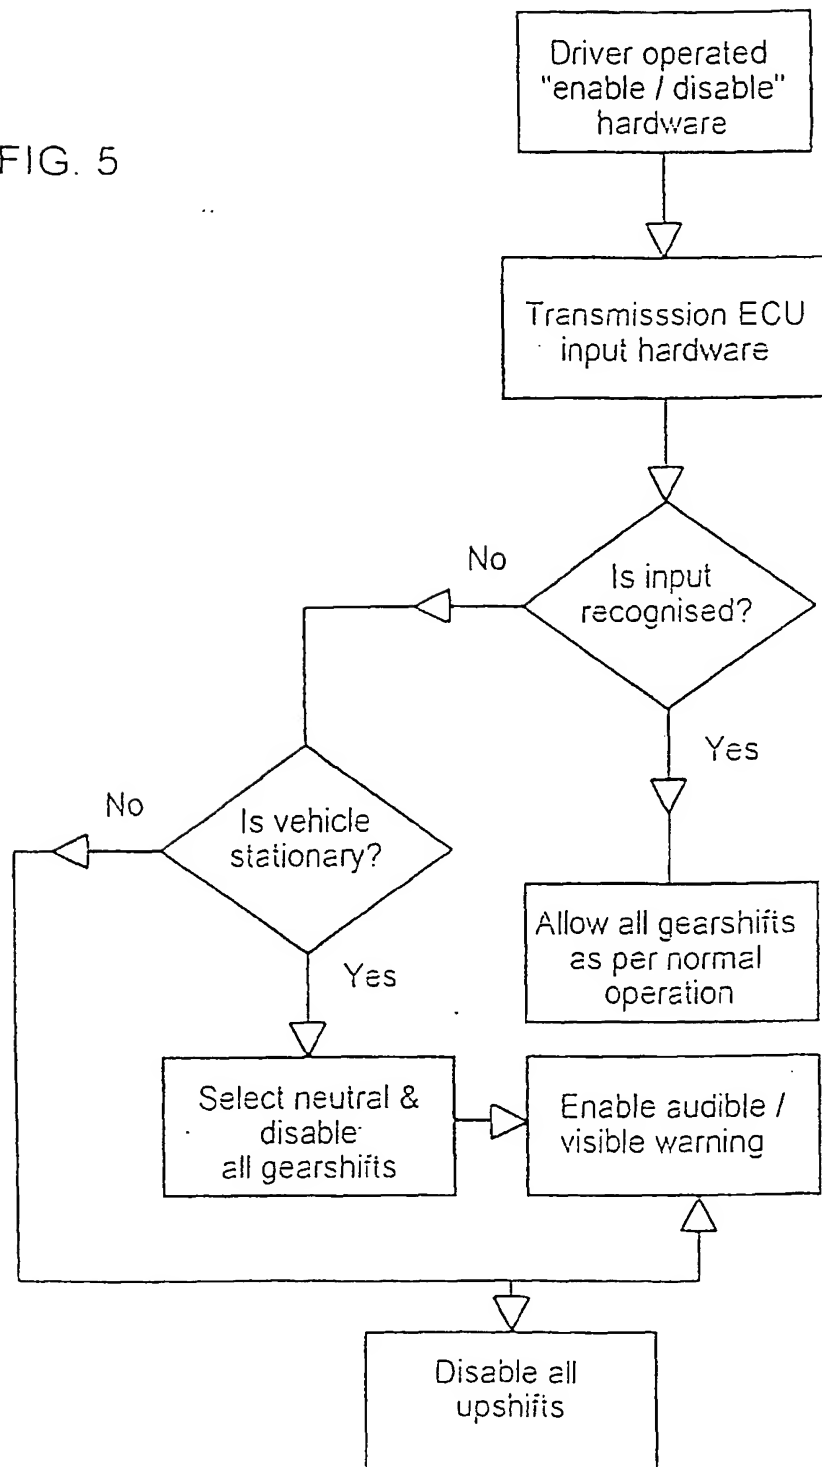 Driver operated
"enable / disable"
hardware
FIG. 5
Transmisssion ECU
input hardware
No
Is input
recognised?
Yes
No
Is vehicle
stationary?
Allow all gearshifts
as per normal
operation
Yes
Select neutral &
disable
all gearshifts
Enable audible /
visible warning
Disable all
upshifts